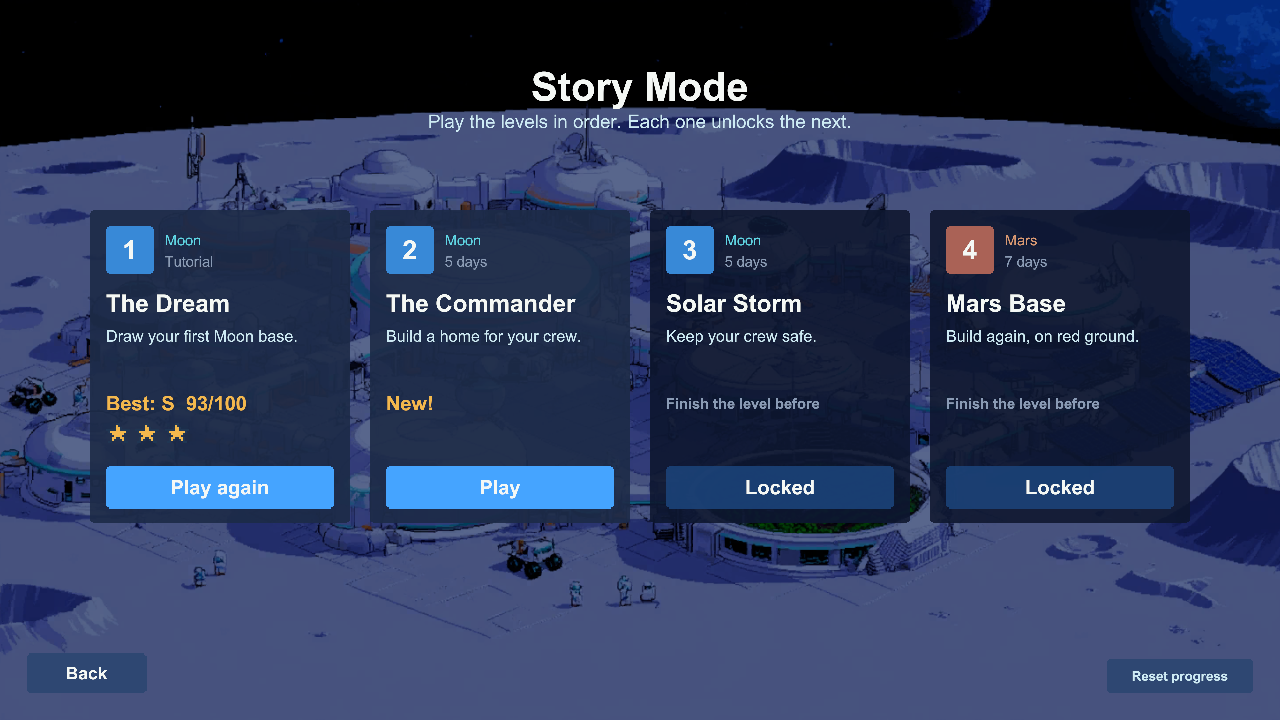 Story Mode
Play the levels in order. Each one unlocks the next.
1
Moon
Tutorial
The Dream
Draw your first Moon base.
Best: S 93/100
Play again
2
Moon
5 days
The Commander
Build a home for your crew.
New!
Play
3
Moon
5 days
Solar Storm
Keep your crew safe.
Finish the level before
Locked
4
Mars
7 days
Mars Base
Build again, on red ground.
Finish the level before
Locked
Back
Reset progress